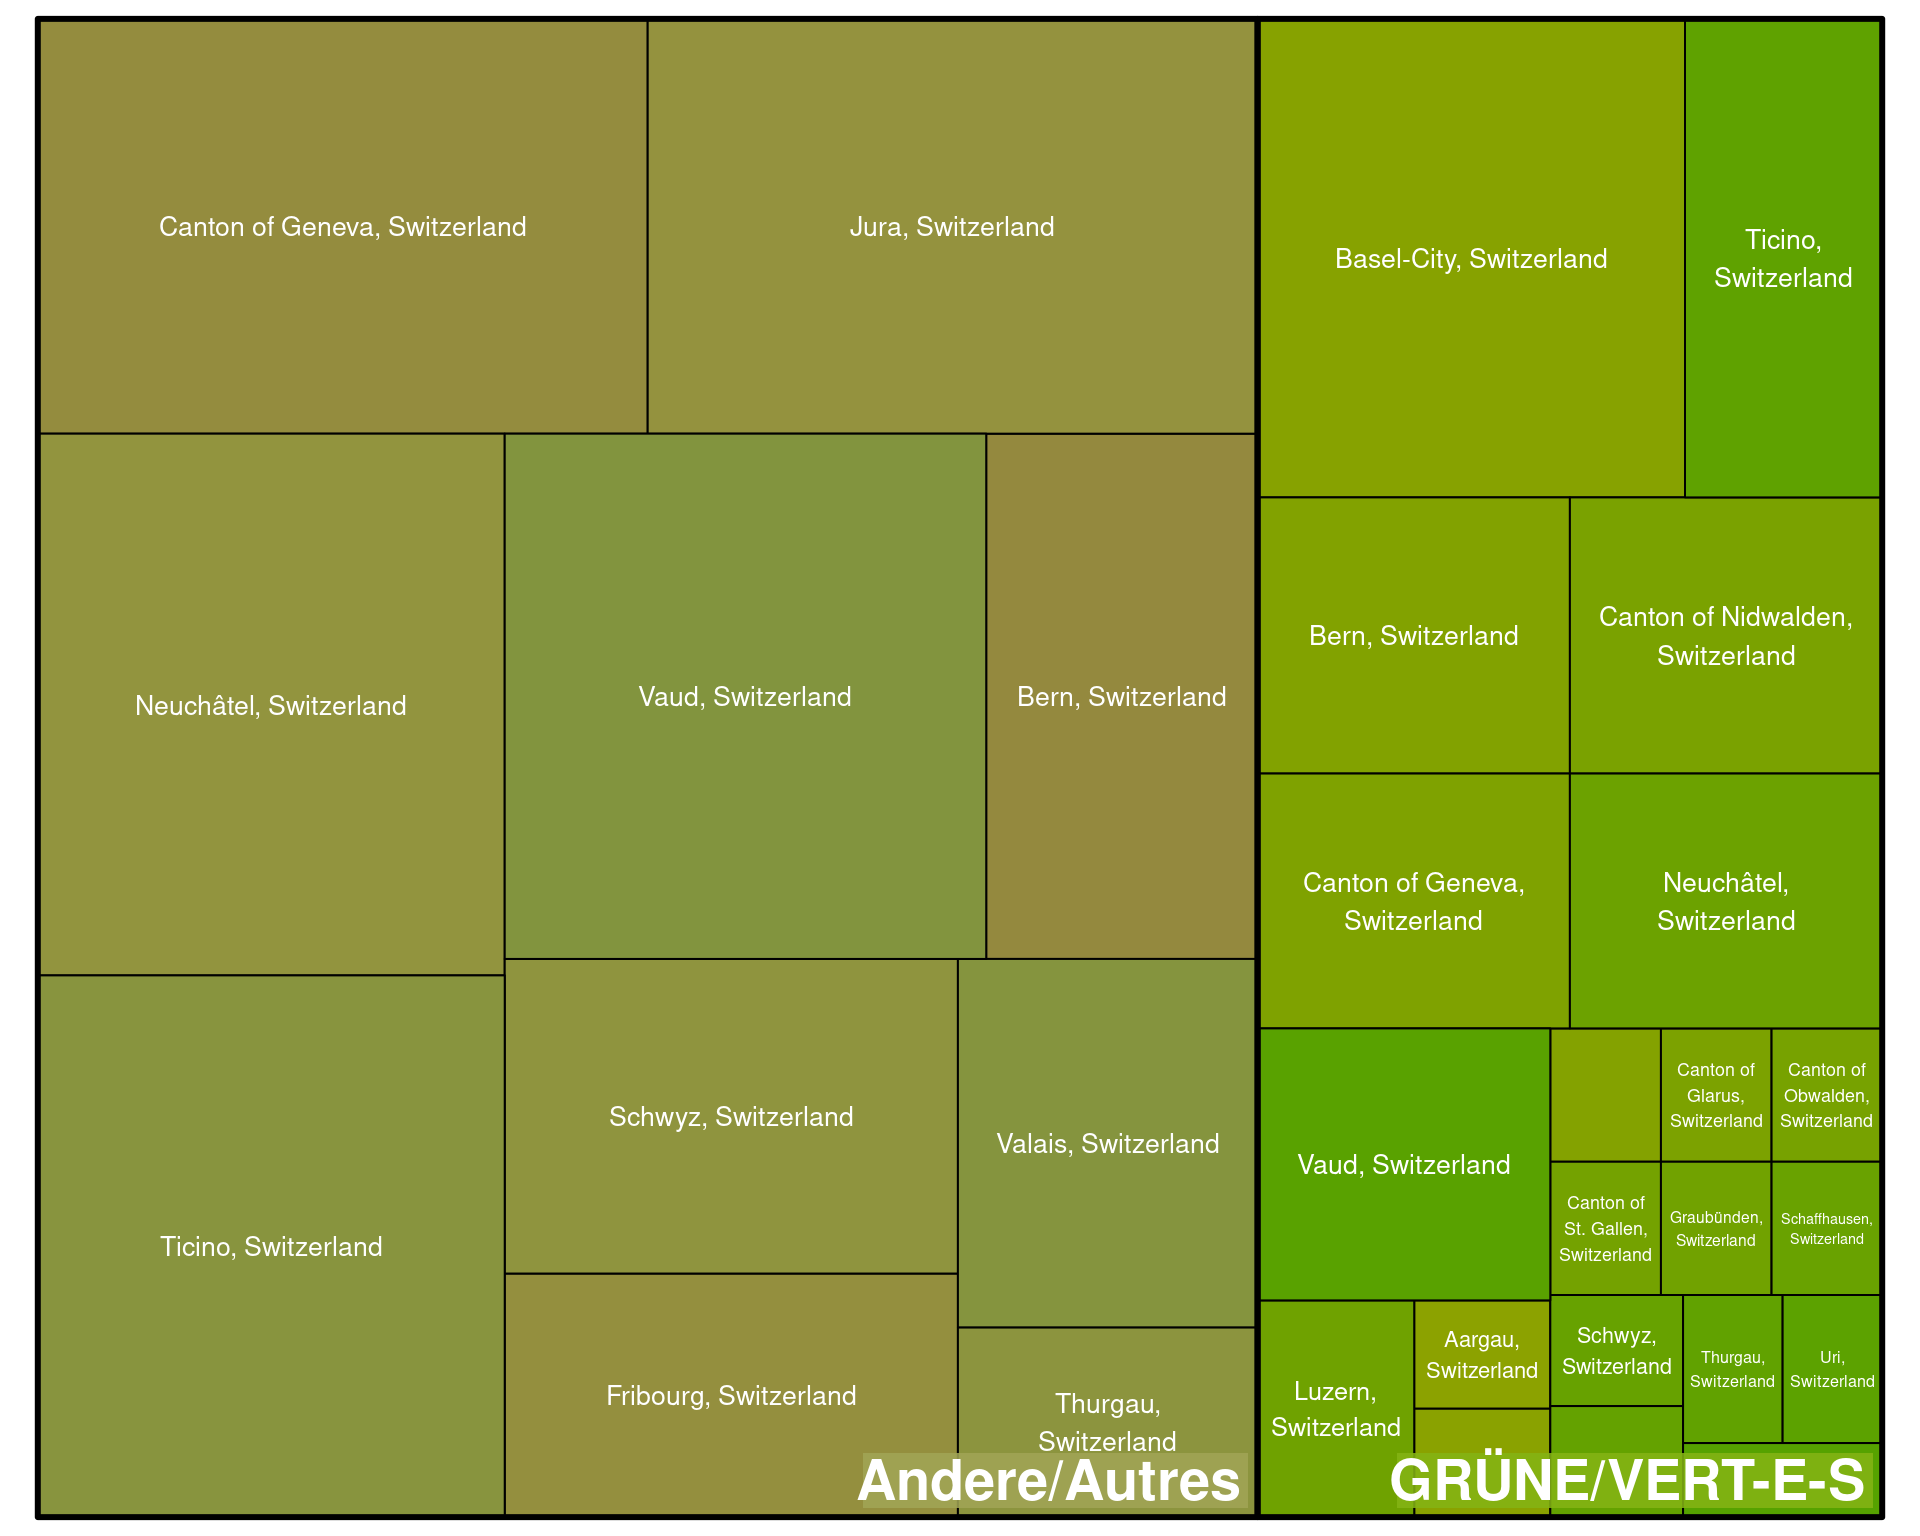 Canton of Geneva, Switzerland
Jura, Switzerland
Neuchâtel, Switzerland
Vaud, Switzerland
Bern, Switzerland
Ticino, Switzerland
Schwyz, Switzerland
Valais, Switzerland
Fribourg, Switzerland
Thurgau,
Switzerland
Andere/Autres
Basel-City, Switzerland
Ticino,
Switzerland
Bern, Switzerland
Canton of Nidwalden,
Switzerland
Canton of Geneva,
Switzerland
Neuchâtel,
Switzerland
Vaud, Switzerland
Canton of
Glarus,
Switzerland
Canton of
Obwalden,
Switzerland
Canton of
St. Gallen,
Switzerland
Graubünden,
Switzerland
Schaffhausen,
Switzerland
Luzern,
Switzerland
Aargau,
Switzerland
Schwyz,
Switzerland
Thurgau,
Switzerland
Uri,
Switzerland
GRÜNE/VERT-E-S